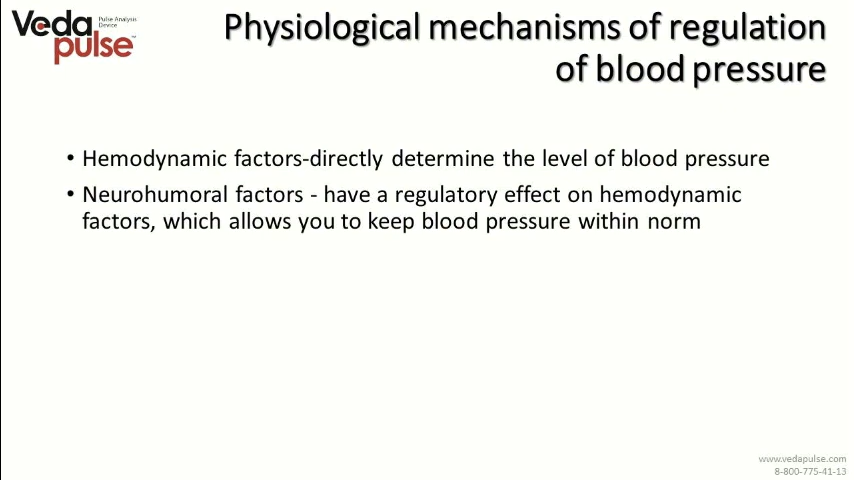 Veda
pulse™
Pulse Analysis
Device
Physiological mechanisms of regulation
of blood pressure
• Hemodynamic factors-directly determine the level of blood pressure
• Neurohumoral factors - have a regulatory effect on hemodynamic
factors, which allows you to keep blood pressure within norm
www.vedapulse.com
8-800-775-41-13